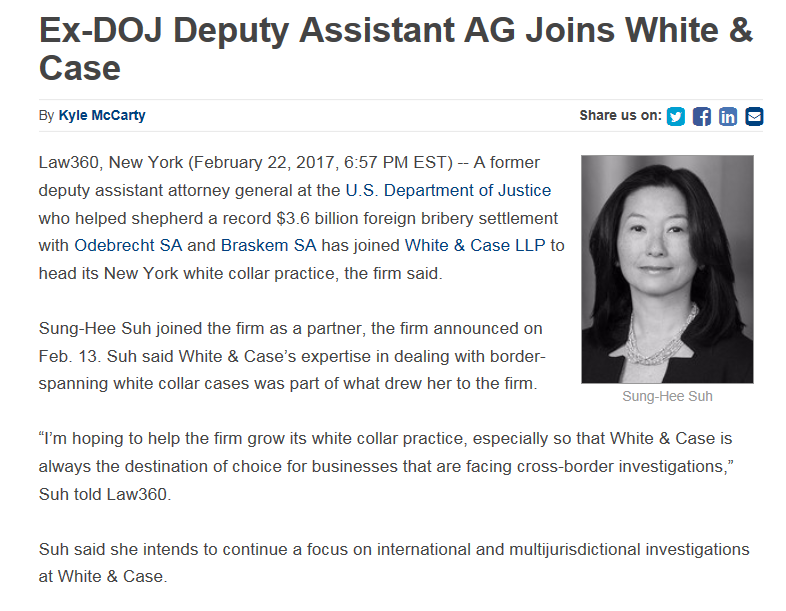 Ex-DOJ Deputy Assistant AG Joins White &
Case
By Kyle McCarty
Share us on:
Law360, New York (February 22, 2017, 6:57 PM EST) -- A former
deputy assistant attorney general at the U.S. Department of Justice
who helped shepherd a record $3.6 billion foreign bribery settlement
with Odebrecht SA and Braskem SA has joined White & Case LLP to
head its New York white collar practice, the firm said.
Sung-Hee Suh
Sung-Hee Suh joined the firm as a partner, the firm announced on
Feb. 13. Suh said White & Case’s expertise in dealing with border-
spanning white collar cases was part of what drew her to the firm.
“I’m hoping to help the firm grow its white collar practice, especially so that White & Case is
always the destination of choice for businesses that are facing cross-border investigations,”
Suh told Law360.
Suh said she intends to continue a focus on international and multijurisdictional investigations
at White & Case.